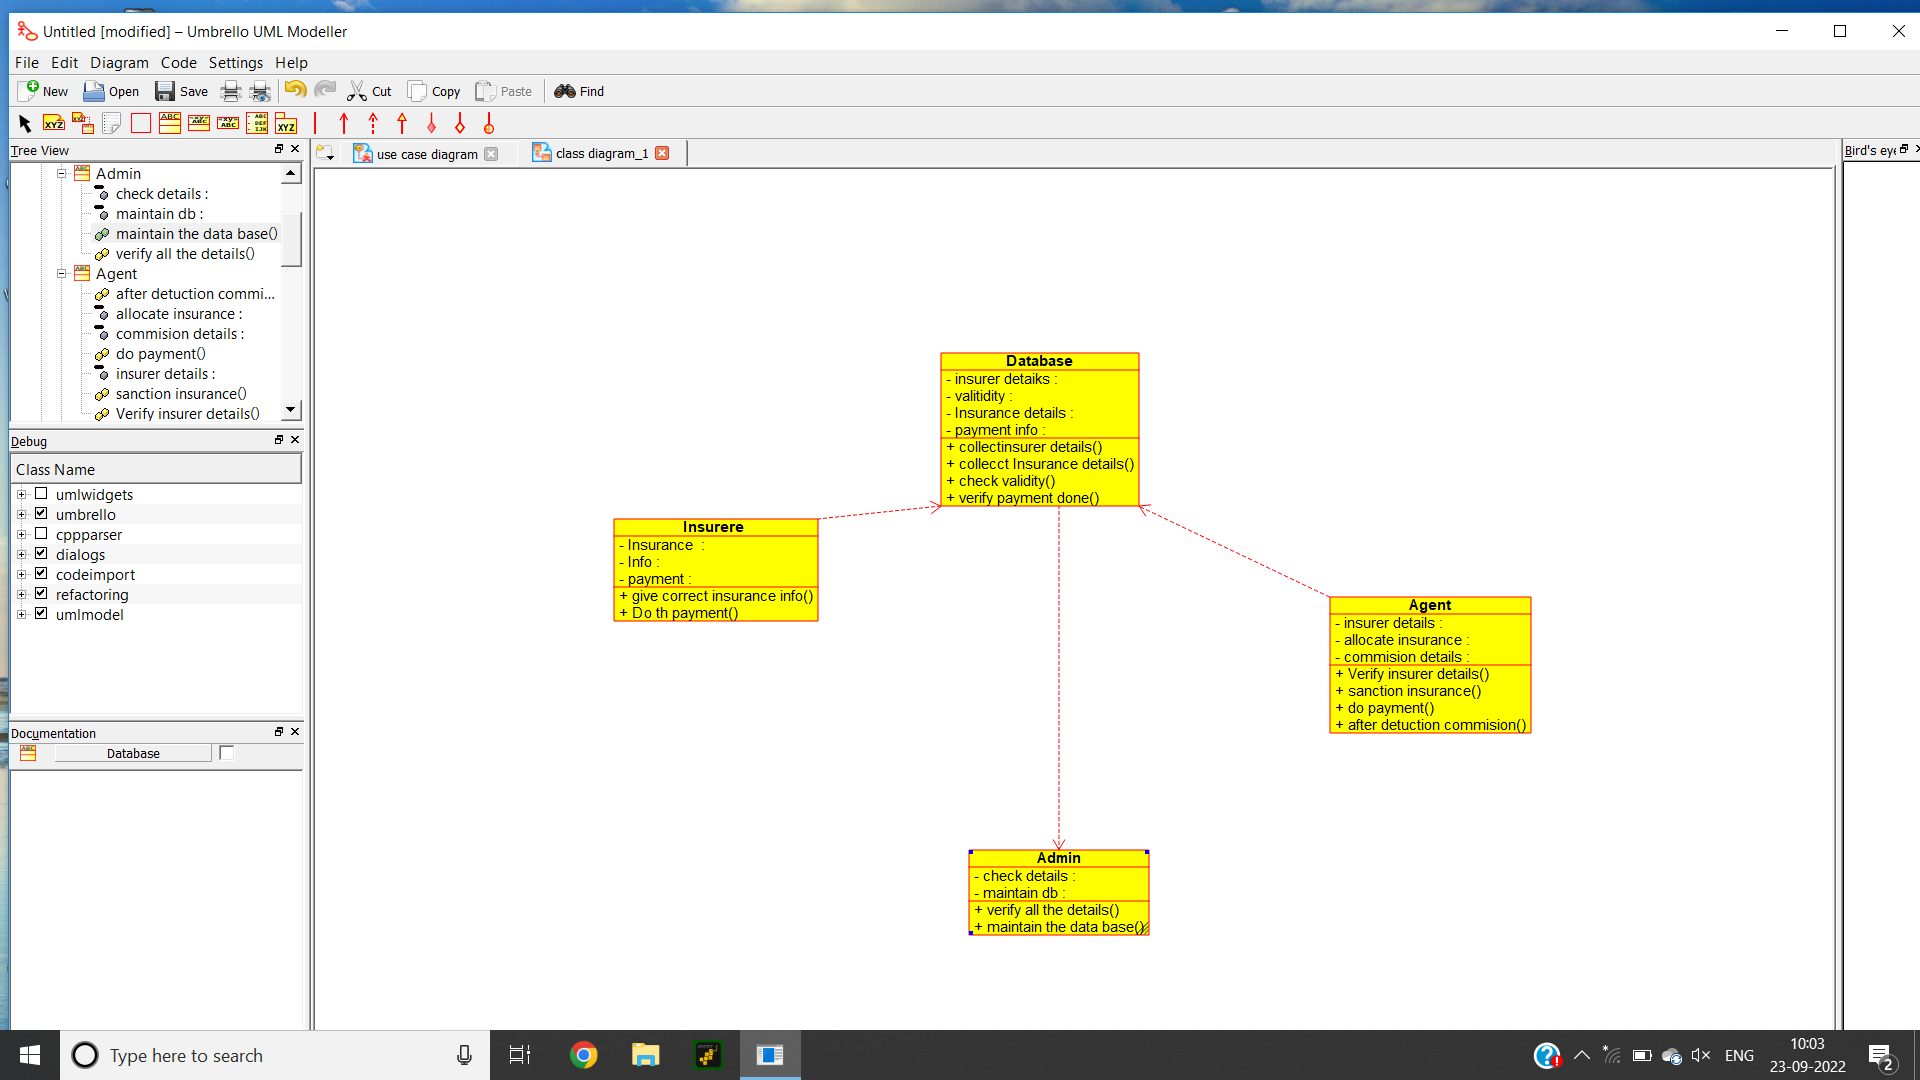 Untitled [modified] – Umbrello UML Modeller
File Edit Diagram Code Settings Help
New Open Save Cut Copy Paste Find
Tree View
Admin
check details :
maintain db :
maintain the data base()
verify all the details()
Agent
after detuction commi...
allocate insurance :
commision details :
do payment()
insurer details :
sanction insurance()
Verify insurer details()
Debug
Class Name
umlwidgets
umbrello
cppparser
dialogs
codeimport
refactoring
umlmodel
Documentation
Database
use case diagram
class diagram_1
Bird's eye
Database
- insurer detaiks :
- valitidity :
- Insurance details :
- payment info :
+ collectinsurer details()
+ collecct Insurance details()
+ check validity()
+ verify payment done()
Insurere
- Insurance  :
- Info :
- payment :
+ give correct insurance info()
+ Do th payment()
Agent
- insurer details :
- allocate insurance :
- commision details :
+ Verify insurer details()
+ sanction insurance()
+ do payment()
+ after detuction commision()
Admin
- check details :
- maintain db :
+ verify all the details()
+ maintain the data base()
Type here to search
ENG
10:03
23-09-2022
2